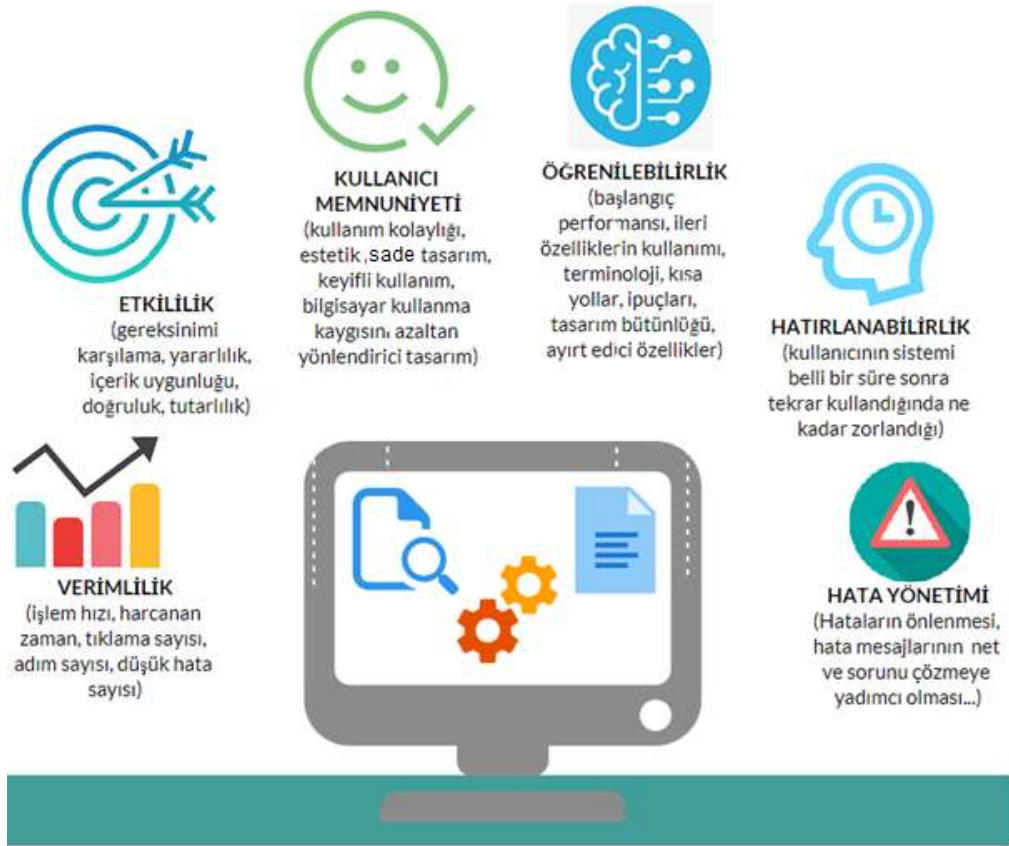 ETKİLİLİK
(gereksinimi
karşılama, yararlılık,
içerik uygunluğu,
doğruluk, tutarlılık)
KULLANICI
MEMNUNİYETİ
(kullanım kolaylığı,
estetik ,sade tasarım,
keyifli kullanım,
bilgisayar kullanma
kaygısını azaltan
yönlendirici tasarım)
ÖĞRENİLEBİLİRLİK
(başlangıç
performansı, ileri
özelliklerin kullanımı,
terminoloji, kısa
yollar, ipuçları,
tasarım bütünlüğü,
ayırt edici özellikler)
HATIRLANABİLİRLİK
(kullanıcının sistemi
belli bir süre sonra
tekrar kullandığında ne
kadar zorlandığı)
VERİMLİLİK
(işlem hızı, harcanan
zaman, tıklama sayısı,
adım sayısı, düşük hata
sayısı)
HATA YÖNETİMİ
(Hataların önlenmesi,
hata mesajlarının net
ve sorunu çözmeye
yadımcı olması...)